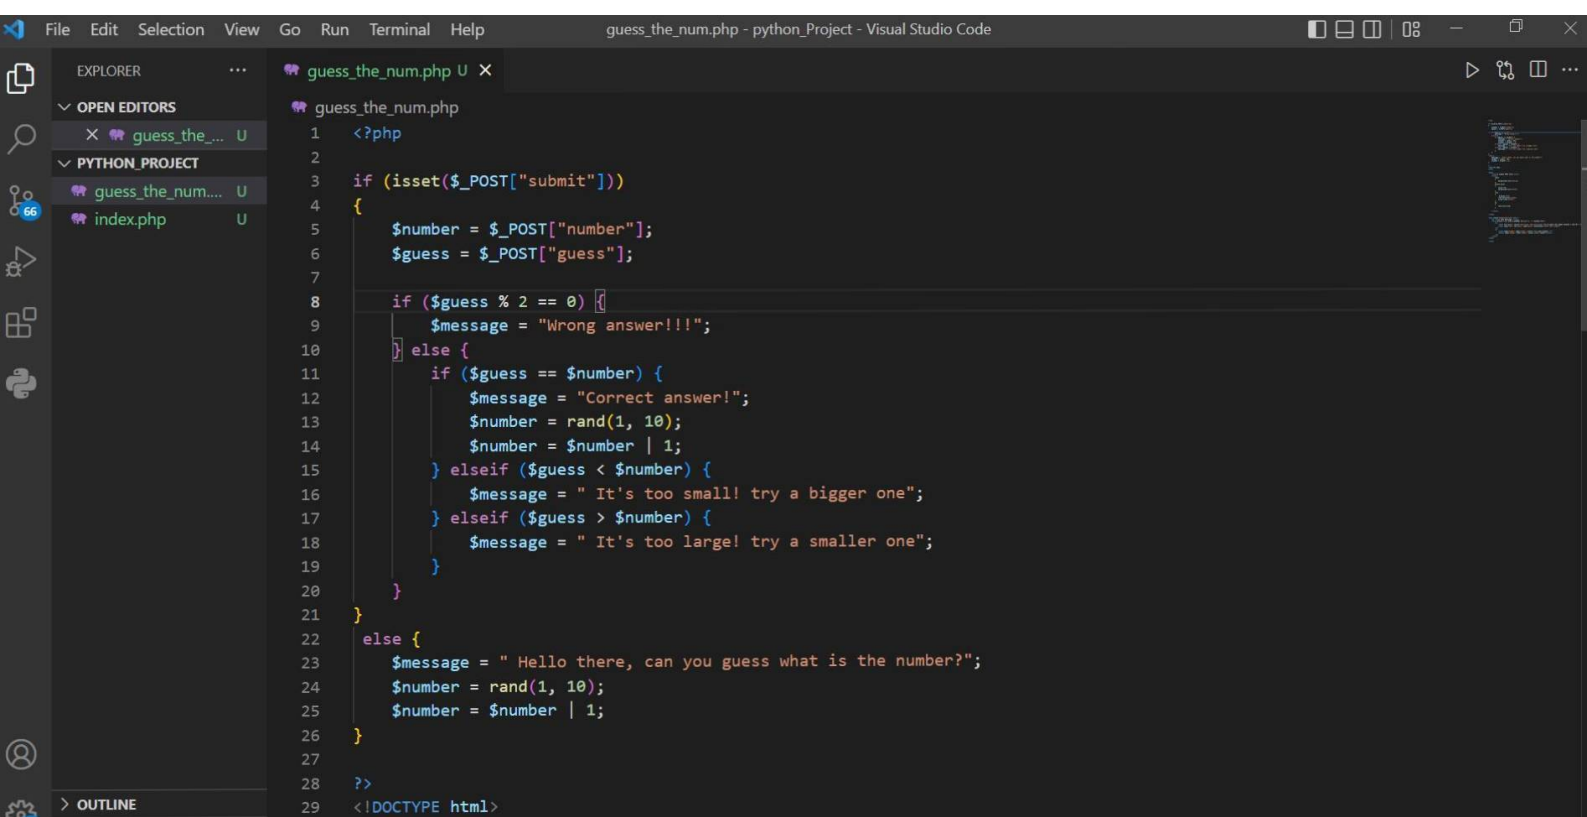 File Edit Selection View Go Run Terminal Help guess_the_num.php - python_Project - Visual Studio Code
EXPLORER
guess_the_num.php U
OPEN EDITORS
guess_the_... U
PYTHON_PROJECT
guess_the_num.... U
index.php U
66
OUTLINE
guess_the_num.php
1 <?php
2
3 if (isset($_POST["submit"]))
4 {
5 $number = $_POST["number"];
6 $guess = $_POST["guess"];
7
8 if ($guess % 2 == 0) {
9 $message = "Wrong answer!!!";
10 } else {
11 if ($guess == $number) {
12 $message = "Correct answer!";
13 $number = rand(1, 10);
14 $number = $number | 1;
15 } elseif ($guess < $number) {
16 $message = " It's too small! try a bigger one";
17 } elseif ($guess > $number) {
18 $message = " It's too large! try a smaller one";
19 }
20 }
21 }
22 else {
23 $message = " Hello there, can you guess what is the number?";
24 $number = rand(1, 10);
25 $number = $number | 1;
26 }
27
28 ?>
29 <!DOCTYPE html>